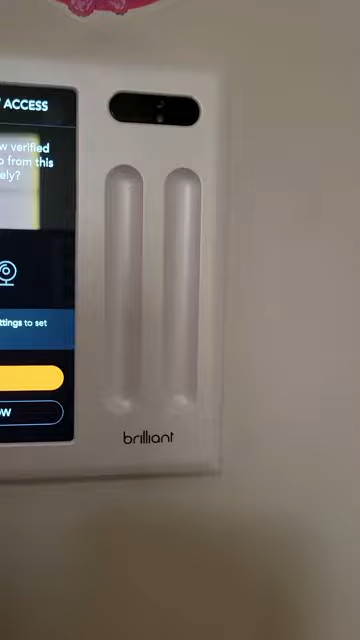 ACCESS
w verified
o from this
ely?
ttings to set
OW
brilliant